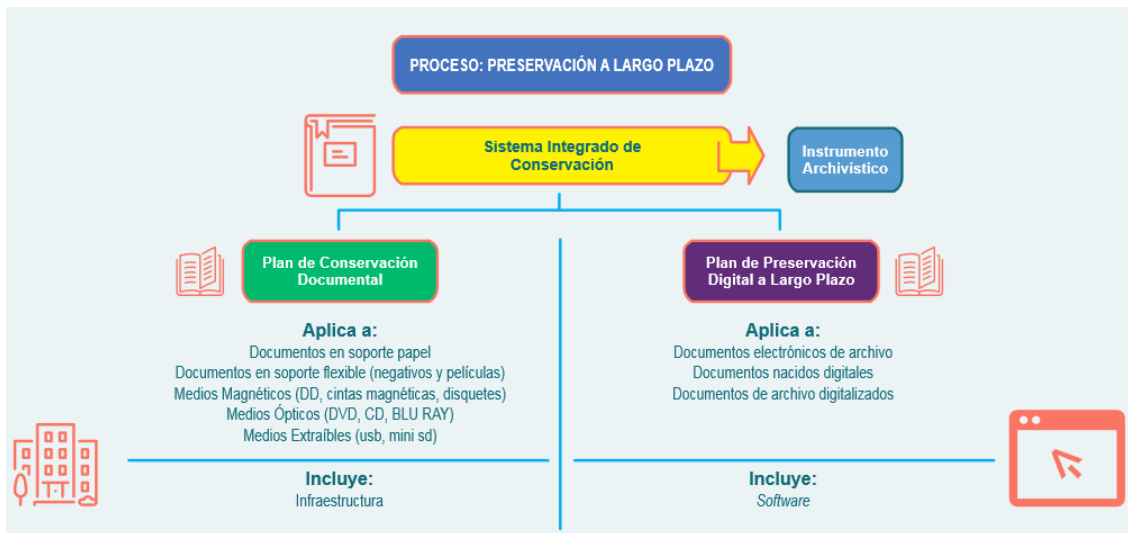 PROCESO: PRESERVACIÓN A LARGO PLAZO
Sistema Integrado de
Conservación
Instrumento
Archivístico
Plan de Conservación
Documental
Aplica a:
Documentos en soporte papel
Documentos en soporte flexible (negativos y películas)
Medios Magnéticos (DD, cintas magnéticas, disquetes)
Medios Ópticos (DVD, CD, BLU RAY)
Medios Extraíbles (usb, mini sd)
Incluye:
Infraestructura
Plan de Preservación
Digital a Largo Plazo
Aplica a:
Documentos electrónicos de archivo
Documentos nacidos digitales
Documentos de archivo digitalizados
Incluye:
Software